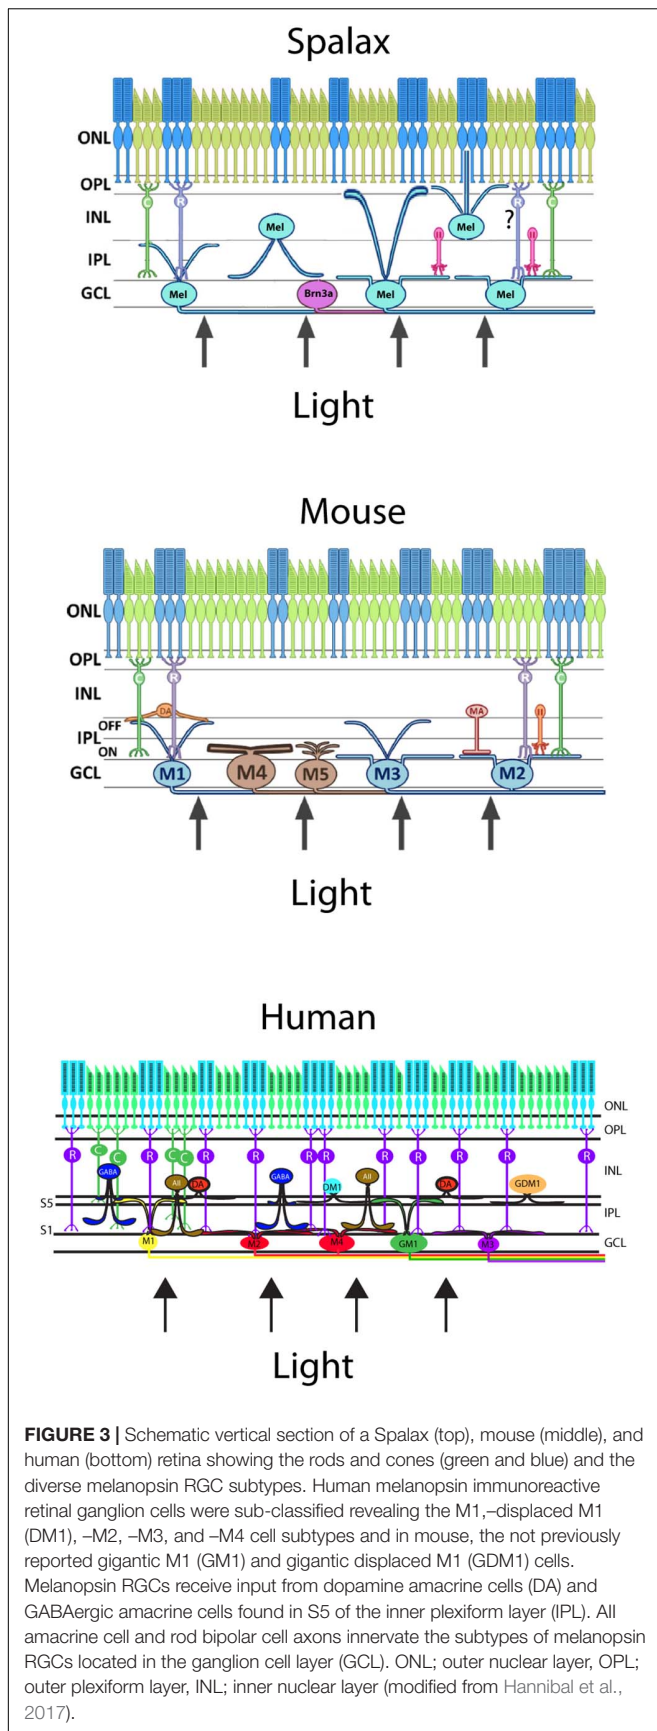 Spalax
ONL
OPL
INL
IPL
GCL
C
R
Mel
Mel
Mel
R
C
?
II
II
Mel
Brn3a
Mel
Mel
Light
Mouse
ONL
OPL
INL
OFF
IPL
ON
GCL
C
R
R
C
DA
MA
II
M1
M4
M5
M3
M2
Light
Human
ONL
OPL
INL
S5
IPL
S1
GCL
R
C
C
R
C
C
R
R
R
R
R
R
R
R
R
GABA
AII
DA
GABA
DM1
AII
DA
GDM1
M1
M2
M4
GM1
M3
Light
FIGURE 3 | Schematic vertical section of a Spalax (top), mouse (middle), and
human (bottom) retina showing the rods and cones (green and blue) and the
diverse melanopsin RGC subtypes. Human melanopsin immunoreactive
retinal ganglion cells were sub-classified revealing the M1,–displaced M1
(DM1), –M2, –M3, and –M4 cell subtypes and in mouse, the not previously
reported gigantic M1 (GM1) and gigantic displaced M1 (GDM1) cells.
Melanopsin RGCs receive input from dopamine amacrine cells (DA) and
GABAergic amacrine cells found in S5 of the inner plexiform layer (IPL). AII
amacrine cell and rod bipolar cell axons innervate the subtypes of melanopsin
RGCs located in the ganglion cell layer (GCL). ONL; outer nuclear layer, OPL;
outer plexiform layer, INL; inner nuclear layer (modified from Hannibal et al.,
2017).